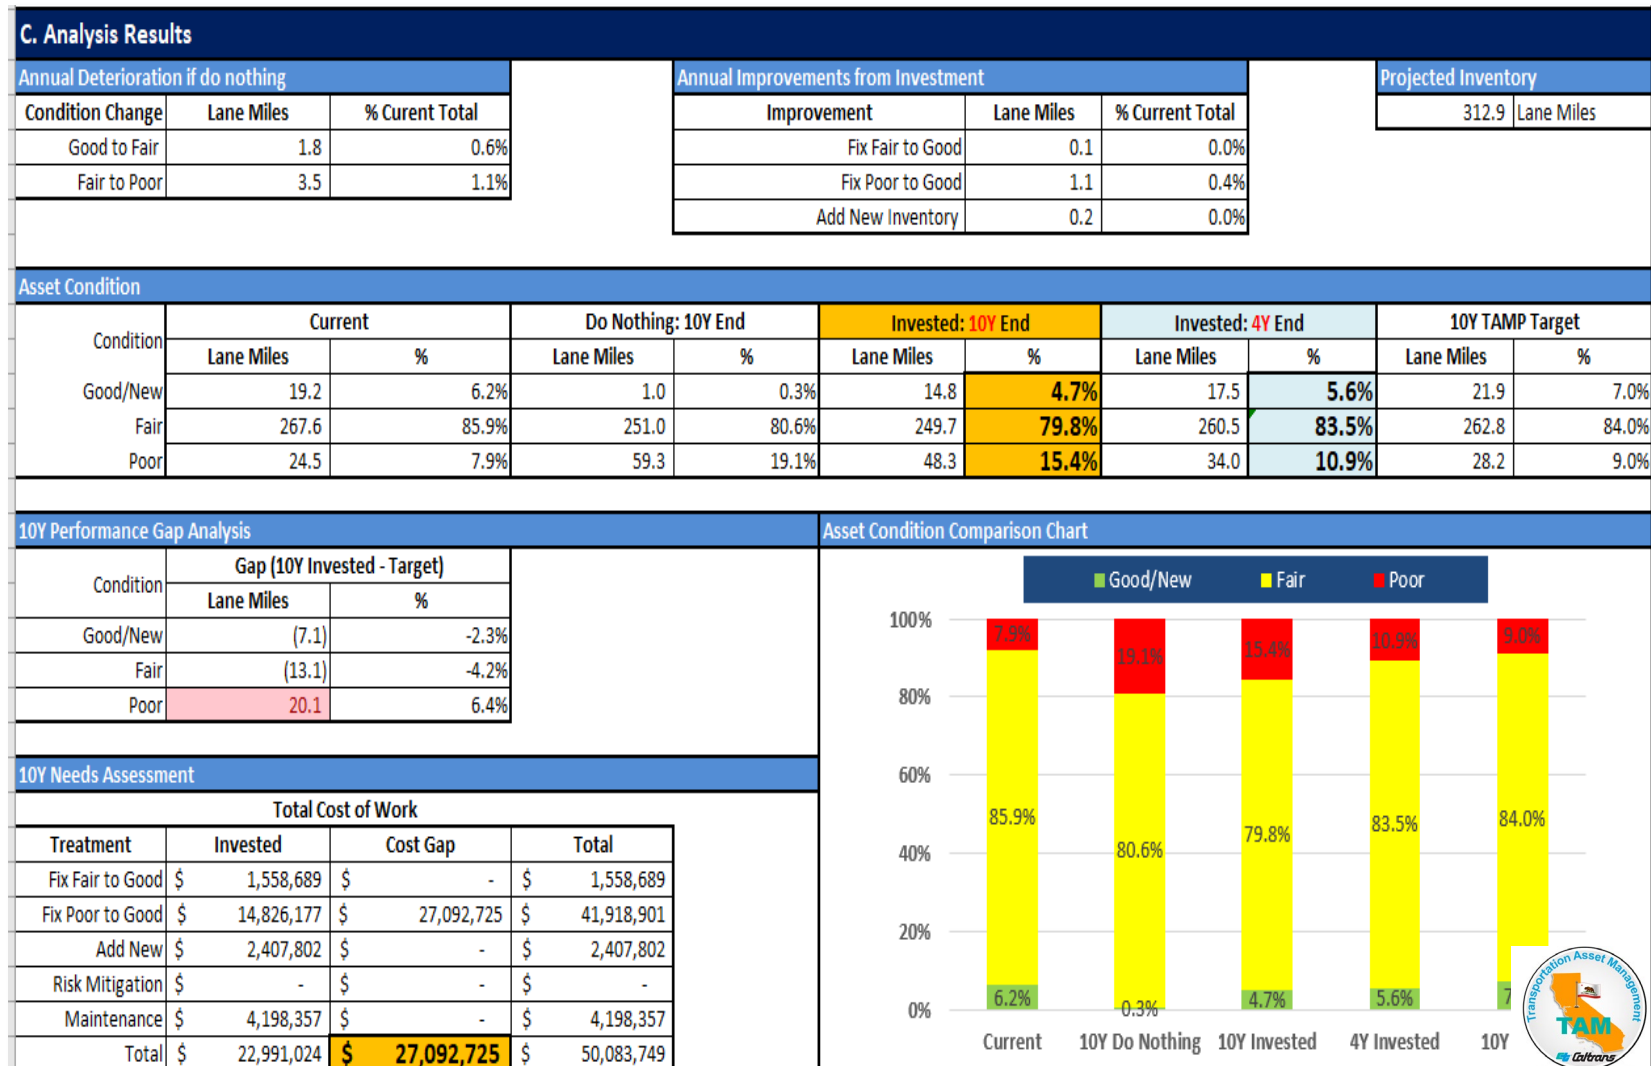 C. Analysis Results
Annual Deterioration if do nothing
Annual Improvements from Investment
Projected Inventory
Condition Change Lane Miles % Curent Total
Improvement Lane Miles % Current Total
312.9 Lane Miles
Good to Fair 1.8 0.6%
Fix Fair to Good 0.1 0.0%
Fair to Poor 3.5 1.1%
Fix Poor to Good 1.1 0.4%
Add New Inventory 0.2 0.0%
Asset Condition
Condition Current Do Nothing: 10Y End Invested: 10Y End Invested: 4Y End 10Y TAMP Target
Lane Miles % Lane Miles % Lane Miles % Lane Miles % Lane Miles %
Good/New 19.2 6.2% 1.0 0.3% 14.8 4.7% 17.5 5.6% 21.9 7.0%
Fair 267.6 85.9% 251.0 80.6% 249.7 79.8% 260.5 83.5% 262.8 84.0%
Poor 24.5 7.9% 59.3 19.1% 48.3 15.4% 34.0 10.9% 28.2 9.0%
10Y Performance Gap Analysis
Condition Gap (10Y Invested - Target)
Lane Miles %
Good/New (7.1) -2.3%
Fair (13.1) -4.2%
Poor 20.1 6.4%
10Y Needs Assessment
Total Cost of Work
Treatment Invested Cost Gap Total
Fix Fair to Good $ 1,558,689 $ - $ 1,558,689
Fix Poor to Good $ 14,826,177 $ 27,092,725 $ 41,918,901
Add New $ 2,407,802 $ - $ 2,407,802
Risk Mitigation $ - $ - $ -
Maintenance $ 4,198,357 $ - $ 4,198,357
Total $ 22,991,024 $ 27,092,725 $ 50,083,749
Asset Condition Comparison Chart
Good/New Fair Poor
100%
7.9% 19.1% 15.4% 10.9% 9.0%
80%
60%
85.9% 80.6% 79.8% 83.5% 84.0%
40%
20%
6.2% 0.3% 4.7% 5.6% 7
0%
Current 10Y Do Nothing 10Y Invested 4Y Invested 10Y
Transportation Asset Management
TAM
Caltrans